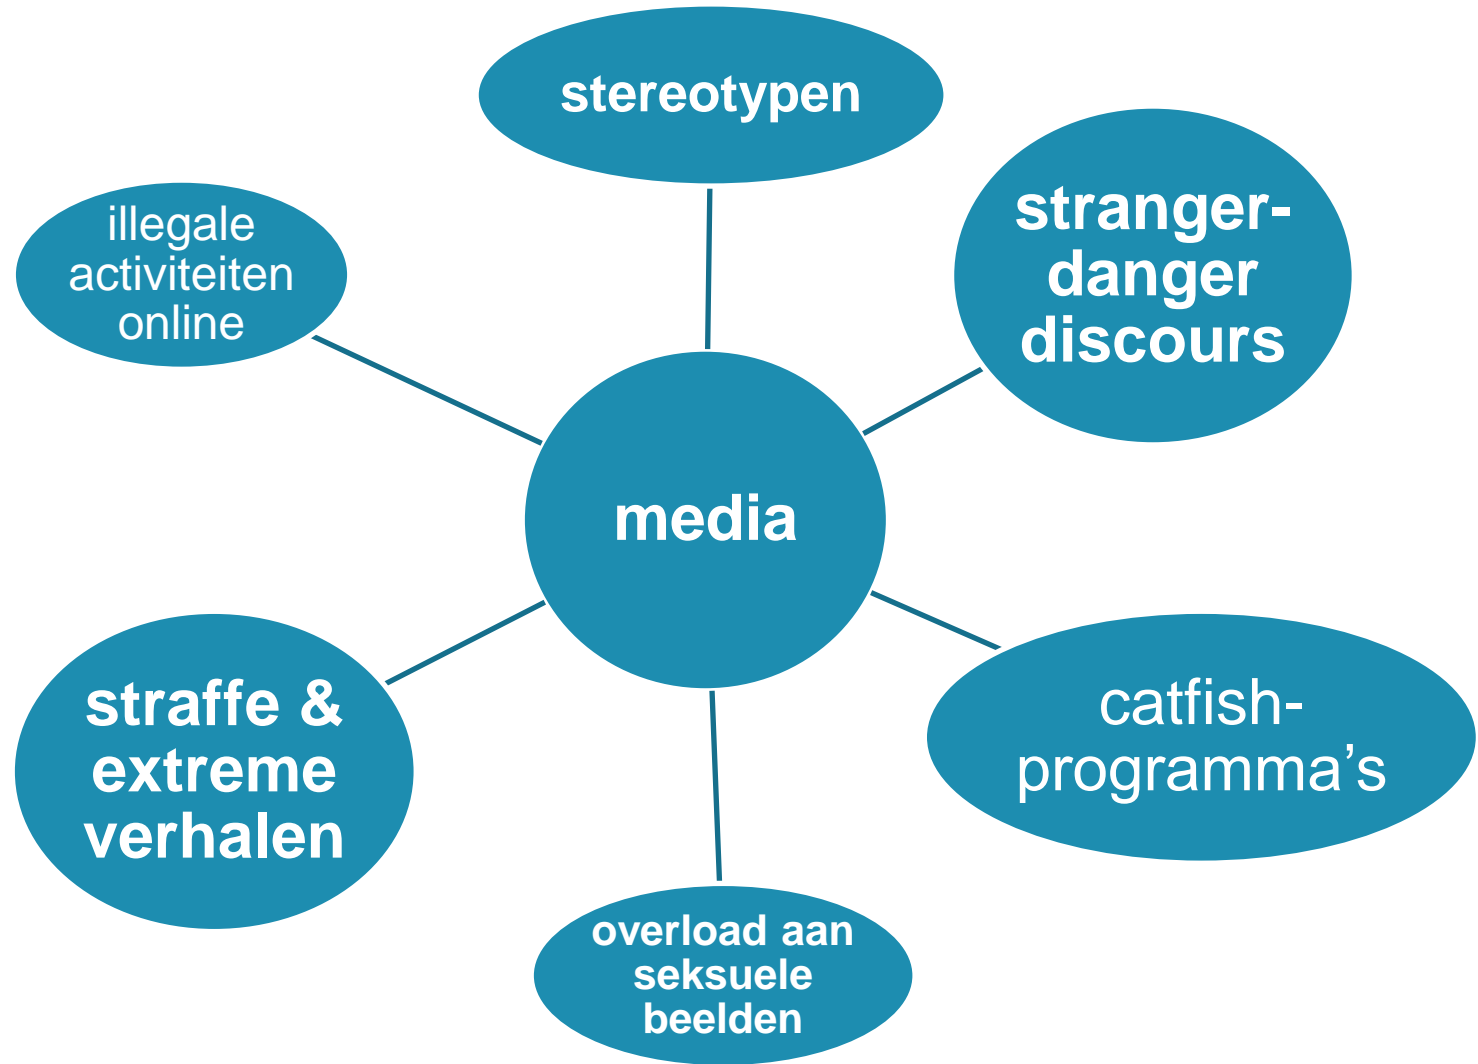 stereotypen
stranger-
danger
discours
illegale
activiteiten
online
media
straffe &
extreme
verhalen
catfish-
programma’s
overload aan
seksuele
beelden